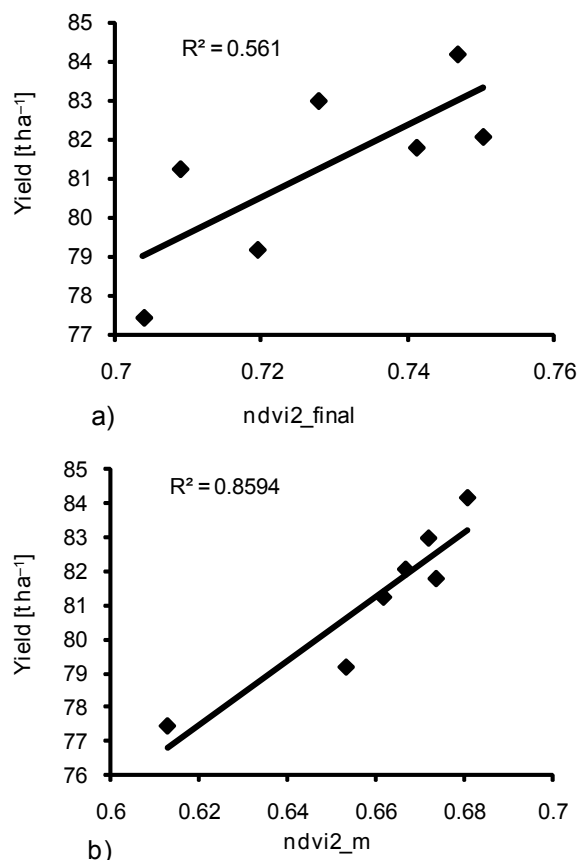 85
R² = 0.561
84
83
82
81
80
79
78
77
Yield [t ha⁻¹]
0.7 0.72 0.74 0.76
ndvi2_final
a)
85
R² = 0.8594
84
83
82
81
80
79
78
77
76
Yield [t ha⁻¹]
0.6 0.62 0.64 0.66 0.68 0.7
ndvi2_m
b)